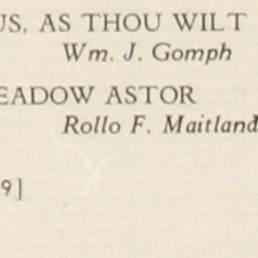 US, AS THOU WILT
Wm. J. Gomph
EADOW ASTOR
Rollo F. Maitland
9]